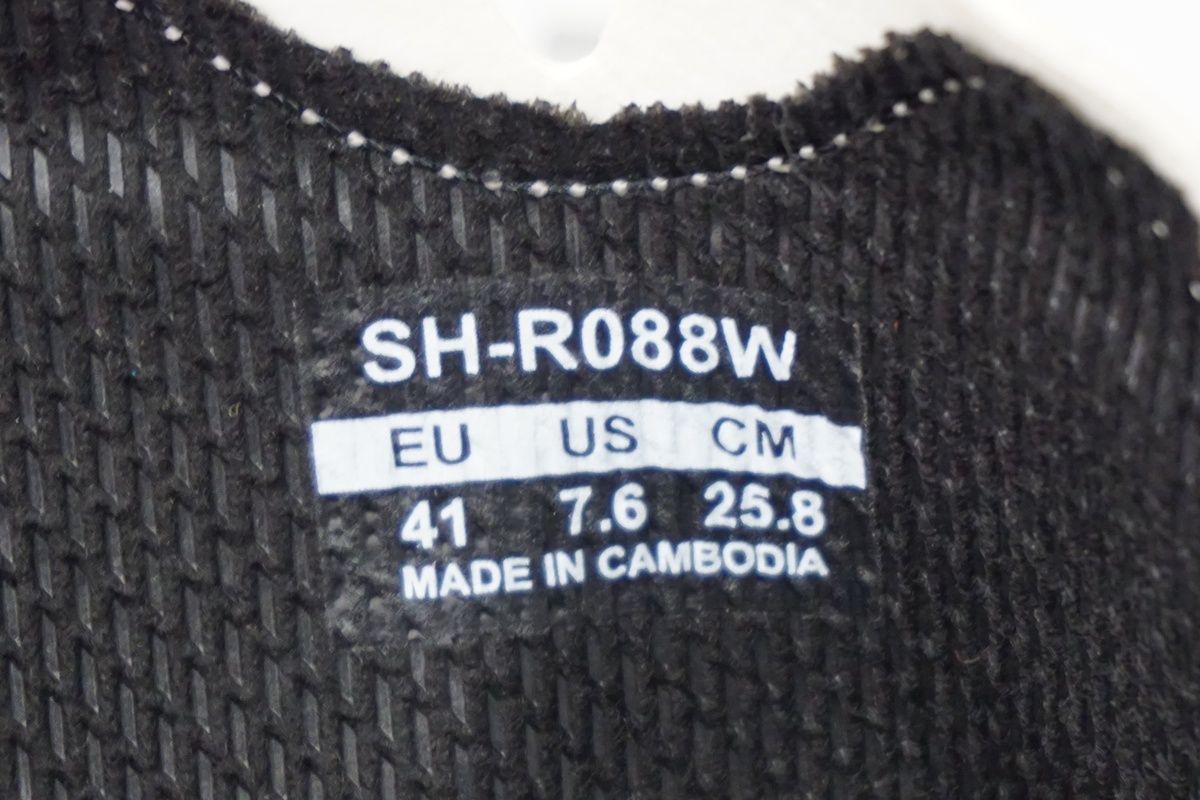 SH-R088W
EU US CM
41 7.6 25.8
MADE IN CAMBODIA